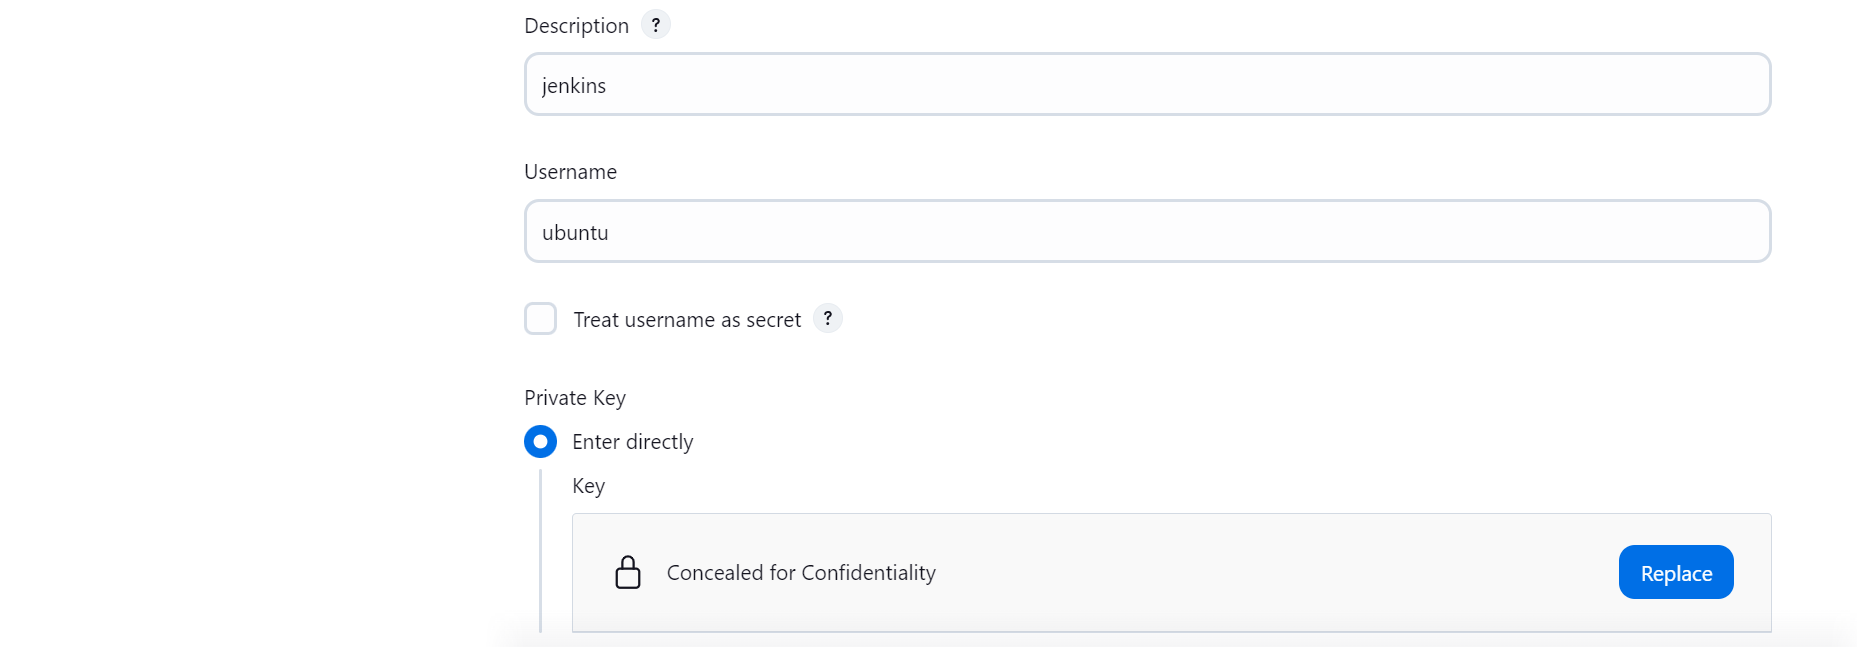 Description ?
jenkins
Username
ubuntu
Treat username as secret ?
Private Key
Enter directly
Key
Concealed for Confidentiality Replace